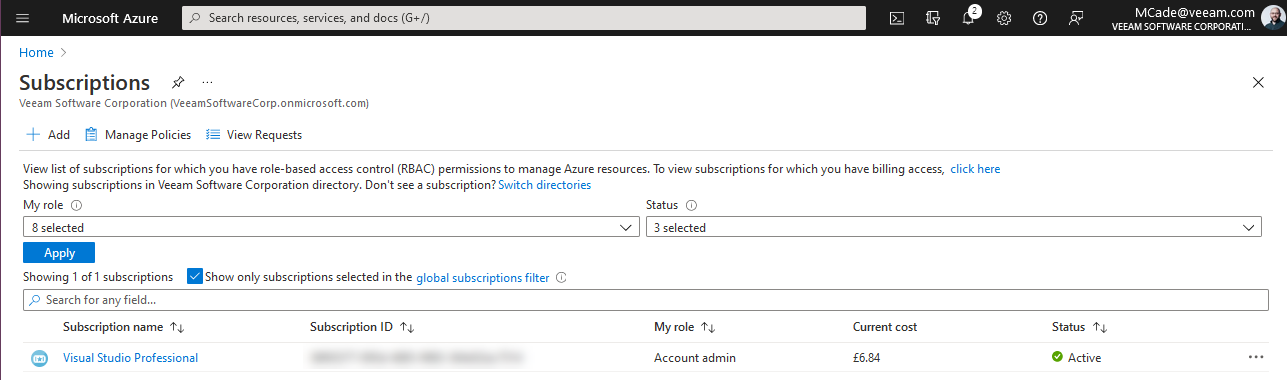 Microsoft Azure
Search resources, services, and docs (G+/)
2
MCade@veeam.com
VEEAM SOFTWARE CORPORATI...
Home
Subscriptions
Veeam Software Corporation (VeeamSoftwareCorp.onmicrosoft.com)
Add Manage Policies View Requests
View list of subscriptions for which you have role-based access control (RBAC) permissions to manage Azure resources. To view subscriptions for which you have billing access, click here
Showing subscriptions in Veeam Software Corporation directory. Don't see a subscription? Switch directories
My role Status
8 selected 3 selected
Apply
Showing 1 of 1 subscriptions Show only subscriptions selected in the global subscriptions filter
Search for any field...
Subscription name Subscription ID My role Current cost Status
Visual Studio Professional Account admin £6.84 Active